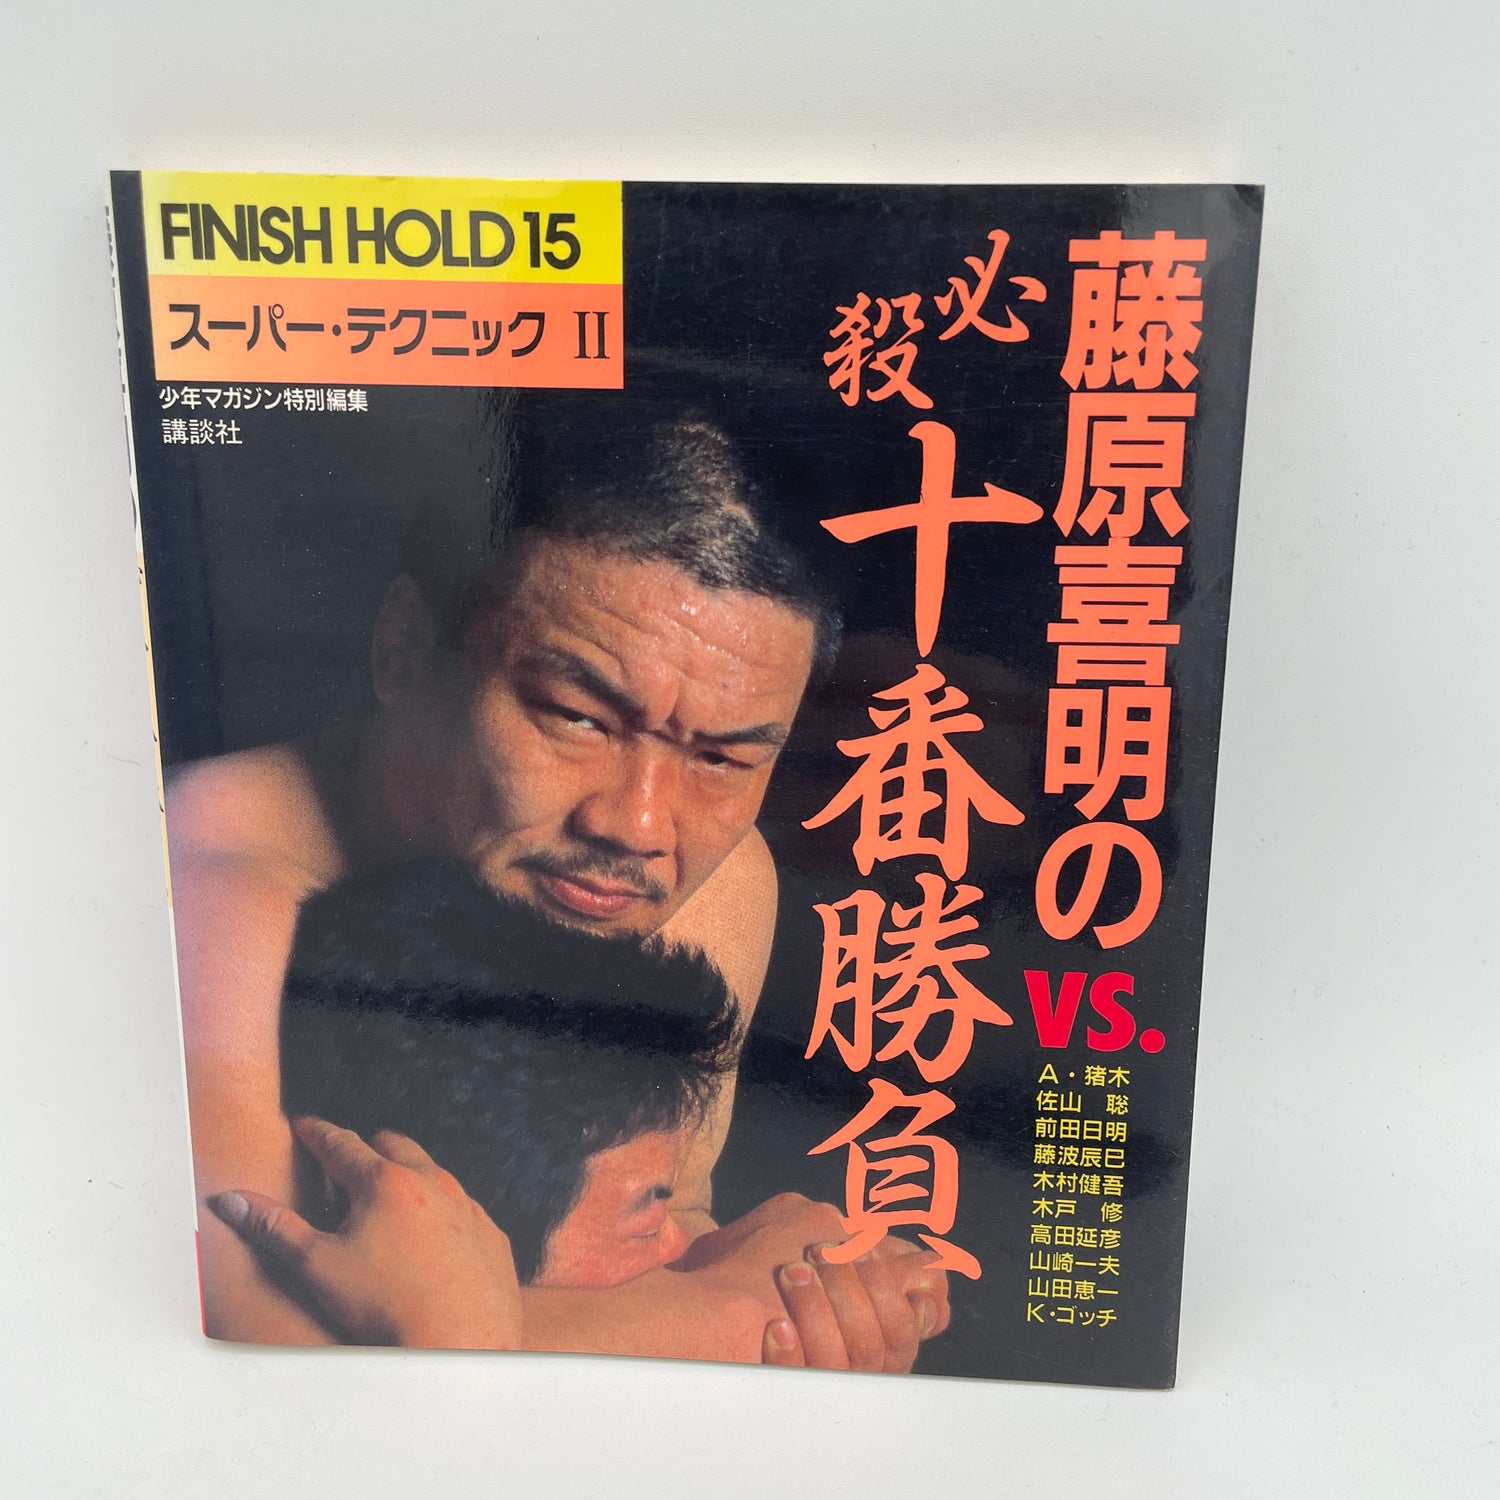 FINISH HOLD 15
スーパー・テクニック II
少年マガジン特別編集
講談社
藤原喜明の
必殺
十番勝負
VS.
A・猪木
佐山 聡
前田日明
藤波辰巳
木村健吾
木戸 修
高田延彦
山崎一夫
山田恵一
K・ゴッチ